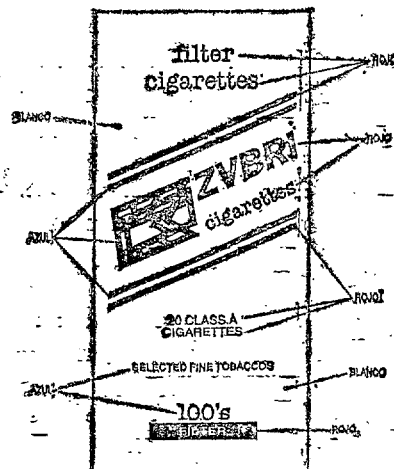 filter
cigarettes
ROJO
BLANCO
ZVBRI
ROJO
cigarettes
AZUL
ROJO
20 CLASS.A
CIGARETTES
SELECTED FINE TOBACCOS
BLANCO
AZUL
100's
FILTER
ROJO